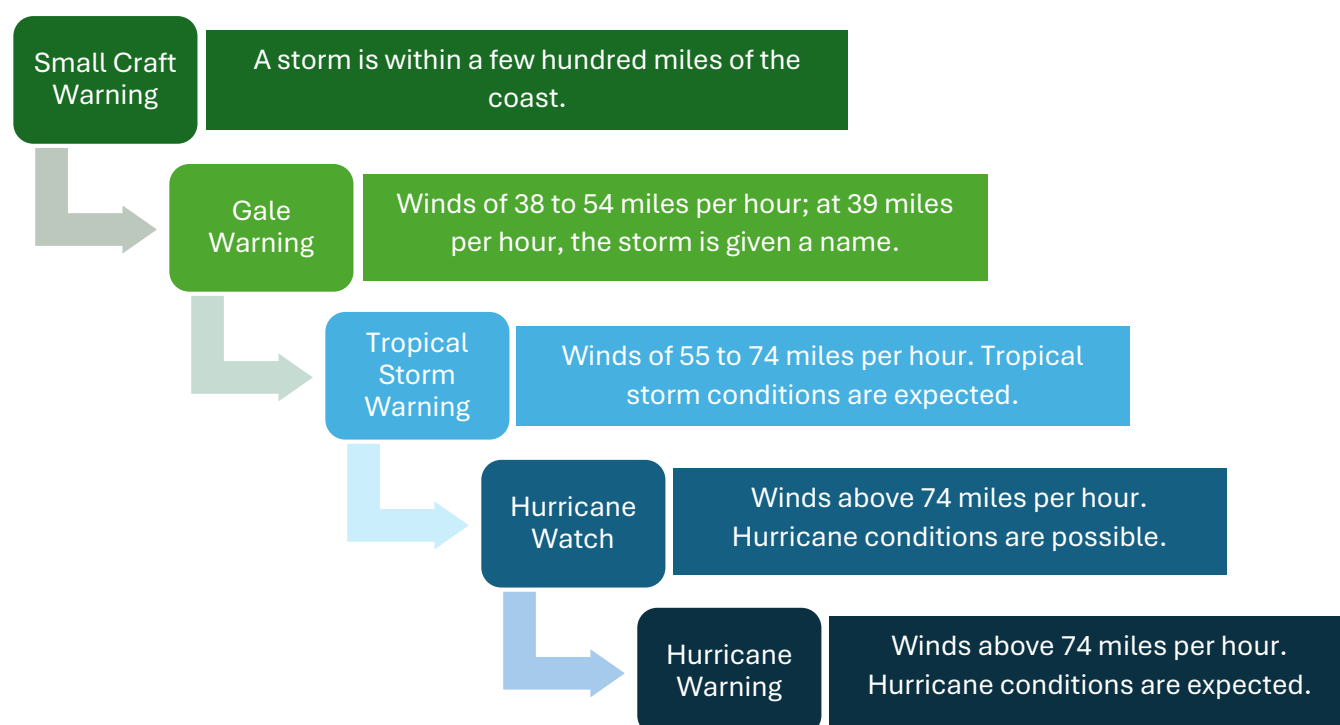 Small Craft
Warning
A storm is within a few hundred miles of the
coast.
Gale
Warning
Winds of 38 to 54 miles per hour; at 39 miles
per hour, the storm is given a name.
Tropical
Storm
Warning
Winds of 55 to 74 miles per hour. Tropical
storm conditions are expected.
Hurricane
Watch
Winds above 74 miles per hour.
Hurricane conditions are possible.
Hurricane
Warning
Winds above 74 miles per hour.
Hurricane conditions are expected.